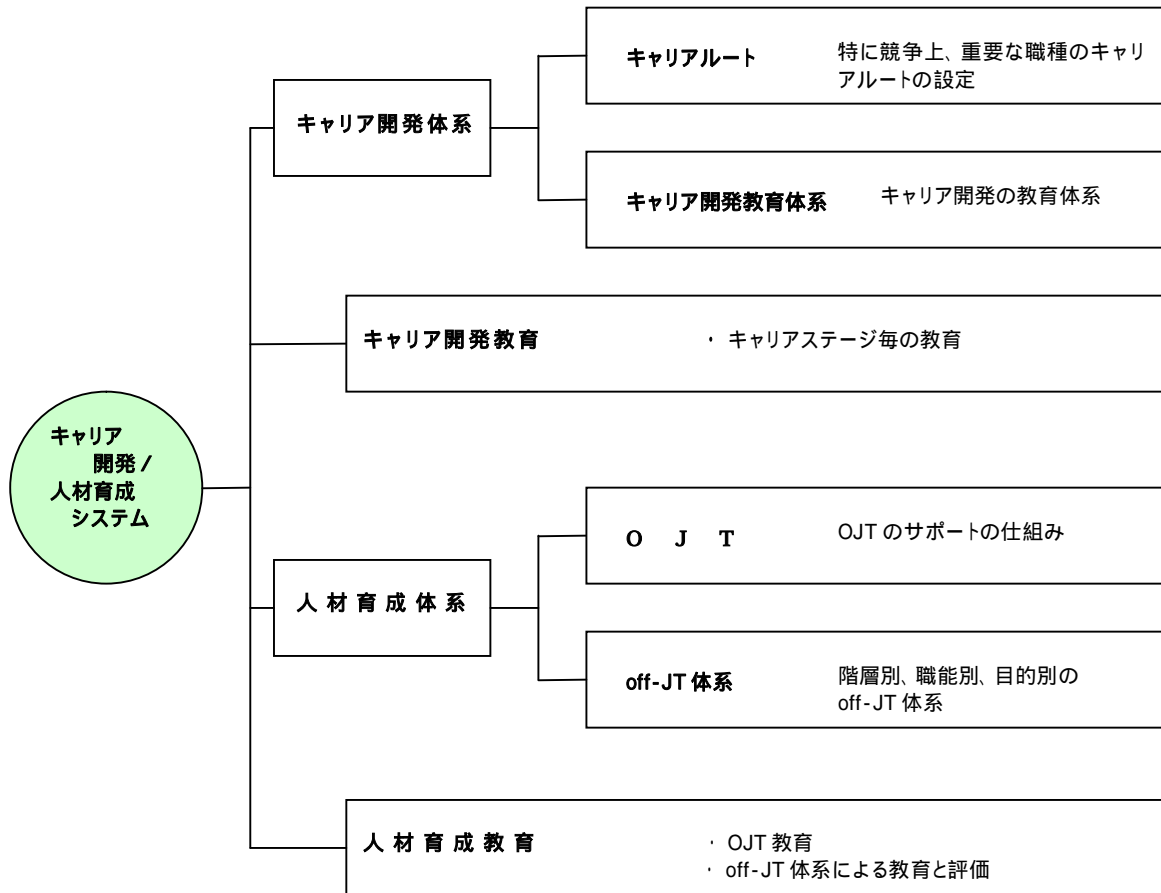 キャリアルート
特に競争上、重要な職種のキャリ
アルートの設定
キャリア開発体系
キャリア開発教育体系
キャリア開発の教育体系
キャリア開発教育
・ キャリアステージ毎の教育
キャリア
開発 /
人材育成
システム
O J T
OJT のサポートの仕組み
人 材 育 成 体 系
off-JT 体系
階層別、職能別、目的別の
off-JT 体系
人 材 育 成 教 育
・ OJT 教育
・ off-JT 体系による教育と評価